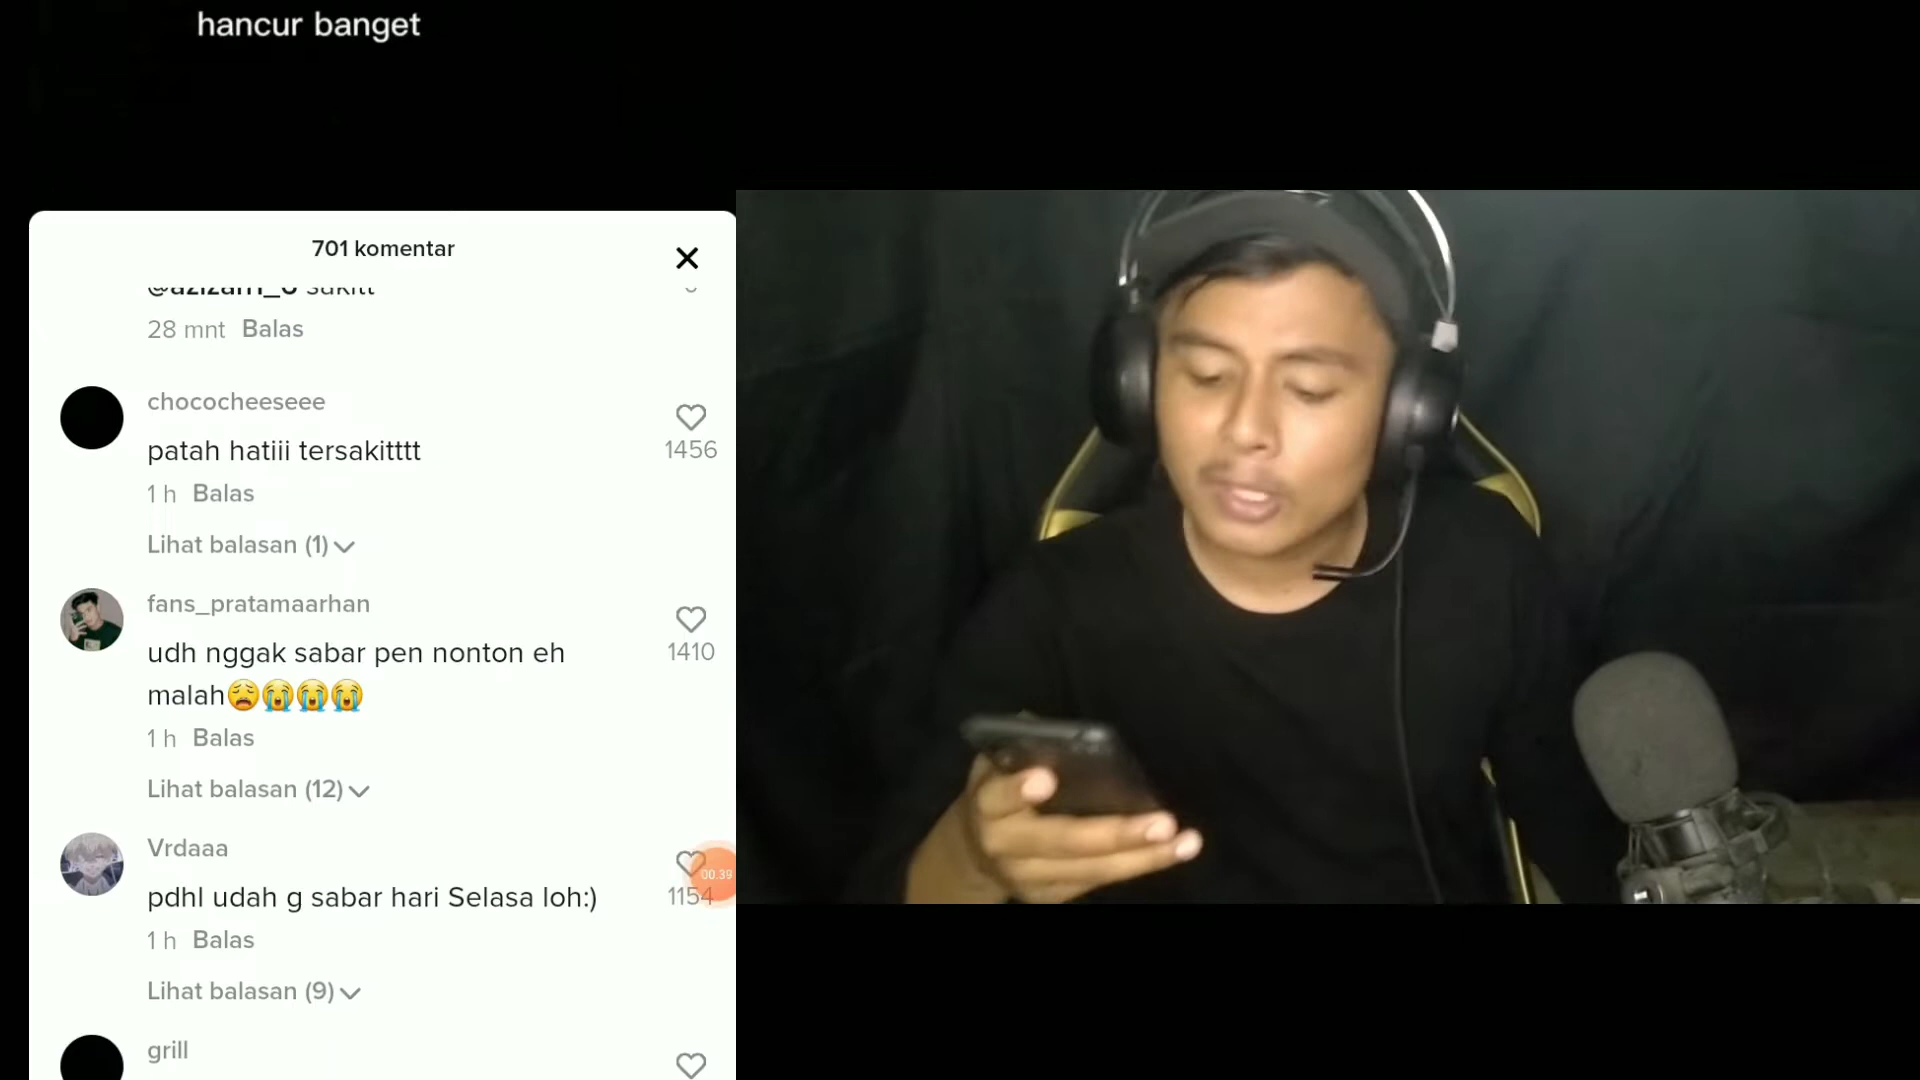 hancur banget
701 komentar
28 mnt Balas
chococheeseee
patah hatiii tersakitttt
1456
1 h Balas
Lihat balasan (1)
fans_pratamaarhan
udh nggak sabar pen nonton eh
malah😩😭😭😭
1410
1 h Balas
Lihat balasan (12)
Vrdaaa
pdhl udah g sabar hari Selasa loh:)
00.39
1154
1 h Balas
Lihat balasan (9)
grill